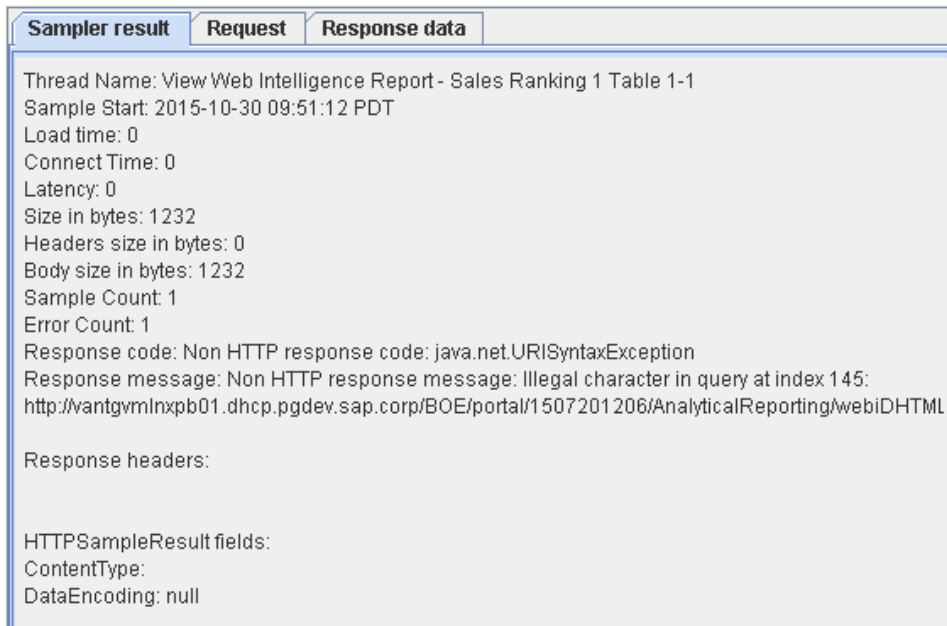 Sampler result Request Response data
Thread Name: View Web Intelligence Report - Sales Ranking 1 Table 1-1
Sample Start: 2015-10-30 09:51:12 PDT
Load time: 0
Connect Time: 0
Latency: 0
Size in bytes: 1232
Headers size in bytes: 0
Body size in bytes: 1232
Sample Count: 1
Error Count: 1
Response code: Non HTTP response code: java.net.URISyntaxException
Response message: Non HTTP response message: Illegal character in query at index 145:
http://vantgvmlnxpb01.dhcp.pgdev.sap.corp/BOE/portal/1507201206/AnalyticalReporting/webiDHTML
Response headers:
HTTPSampleResult fields:
ContentType:
DataEncoding: null